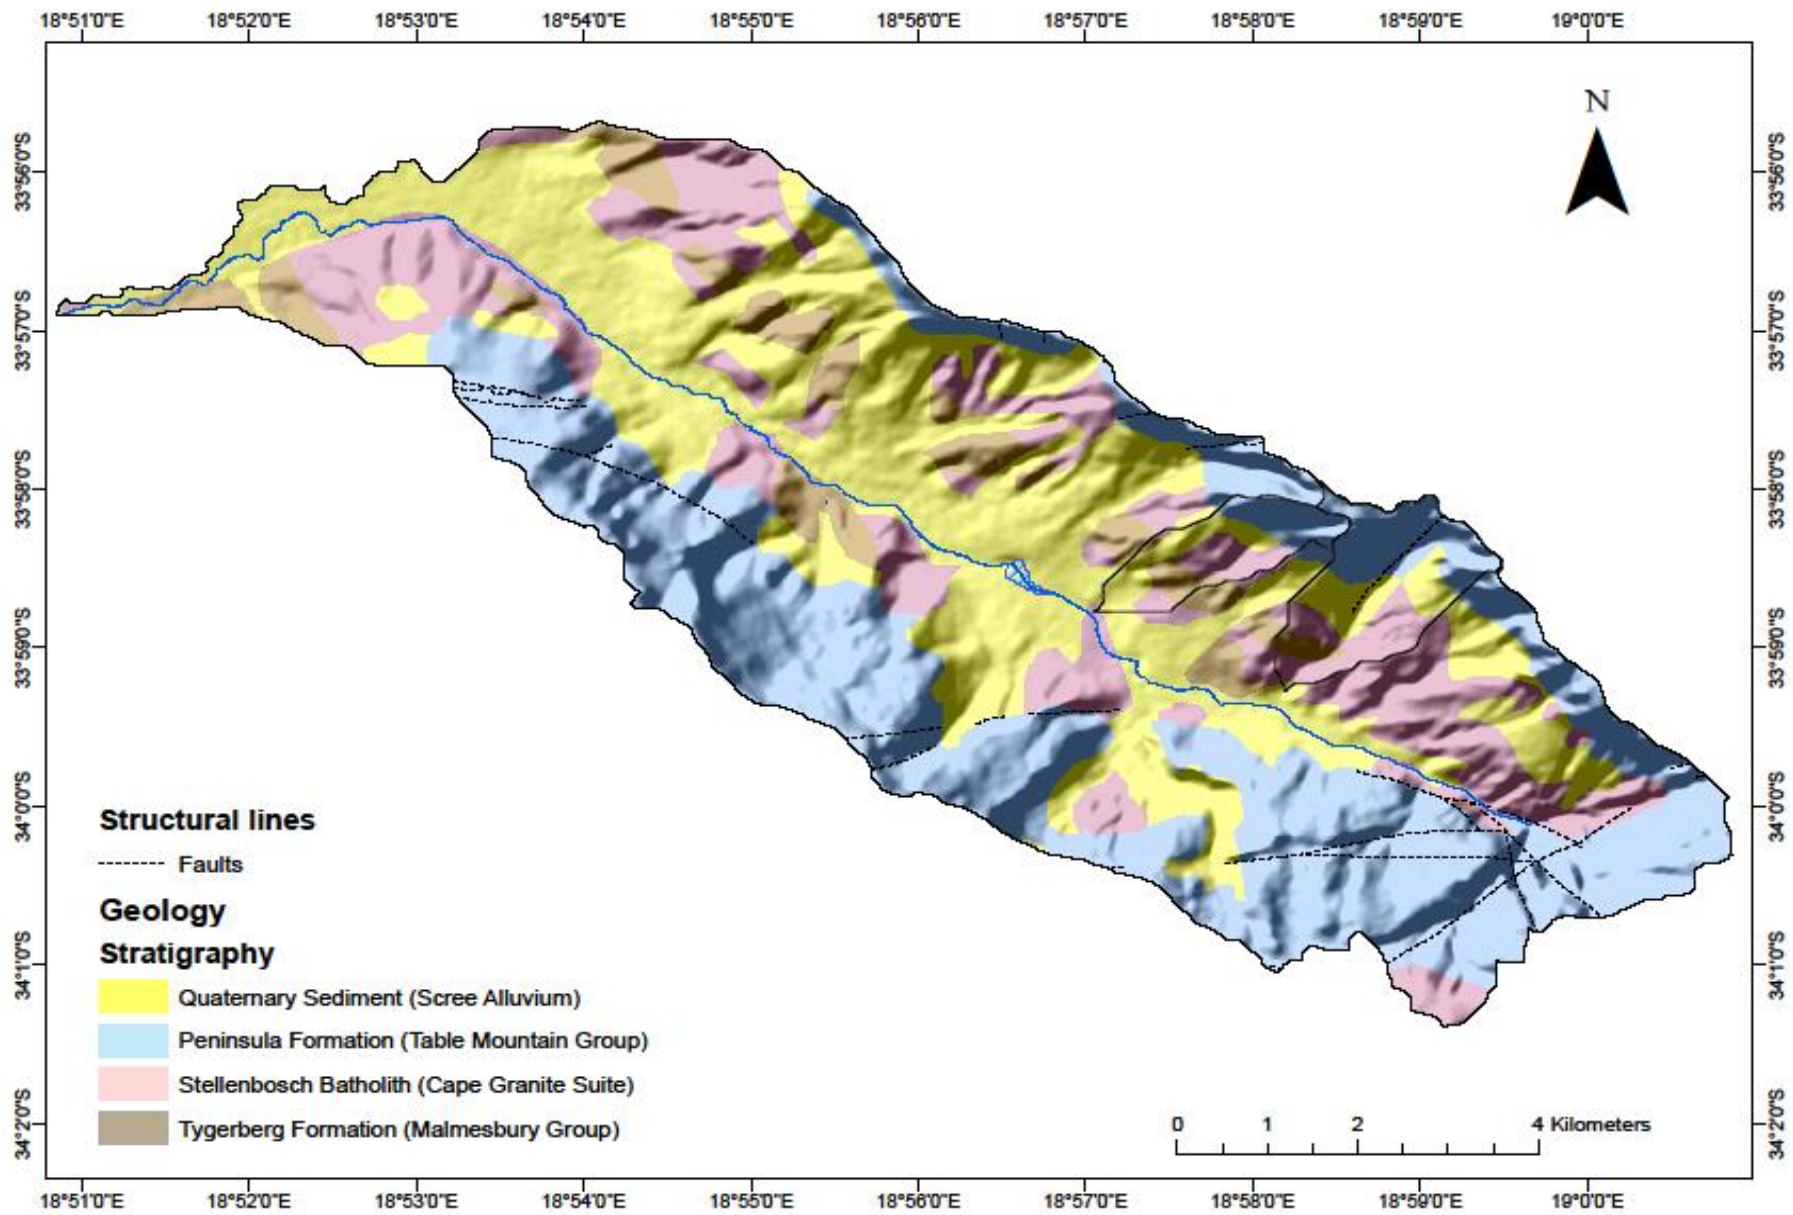 18°51'0"E 18°52'0"E 18°53'0"E 18°54'0"E 18°55'0"E 18°56'0"E 18°57'0"E 18°58'0"E 18°59'0"E 19°0'0"E
N
33°56'0"S 33°56'0"S
33°57'0"S 33°57'0"S
33°58'0"S 33°58'0"S
33°59'0"S 33°59'0"S
34°0'0"S 34°0'0"S
34°1'0"S 34°1'0"S
34°2'0"S 34°2'0"S
Structural lines
Faults
Geology
Stratigraphy
Quaternary Sediment (Scree Alluvium)
Peninsula Formation (Table Mountain Group)
Stellenbosch Batholith (Cape Granite Suite)
Tygerberg Formation (Malmesbury Group)
0 1 2 4 Kilometers
18°51'0"E 18°52'0"E 18°53'0"E 18°54'0"E 18°55'0"E 18°56'0"E 18°57'0"E 18°58'0"E 18°59'0"E 19°0'0"E